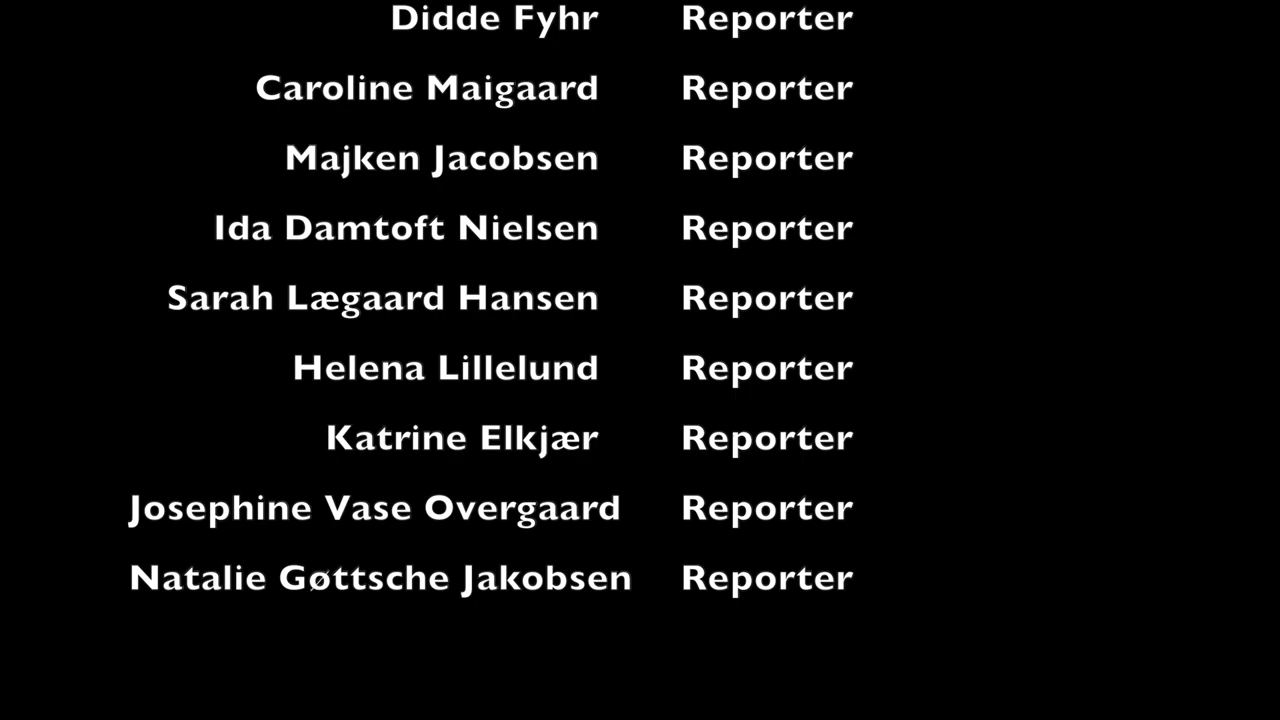 Didde Fyhr Reporter
Caroline Maigaard Reporter
Majken Jacobsen Reporter
Ida Damtoft Nielsen Reporter
Sarah Lægaard Hansen Reporter
Helena Lillelund Reporter
Katrine Elkjær Reporter
Josephine Vase Overgaard Reporter
Natalie Gøttsche Jakobsen Reporter